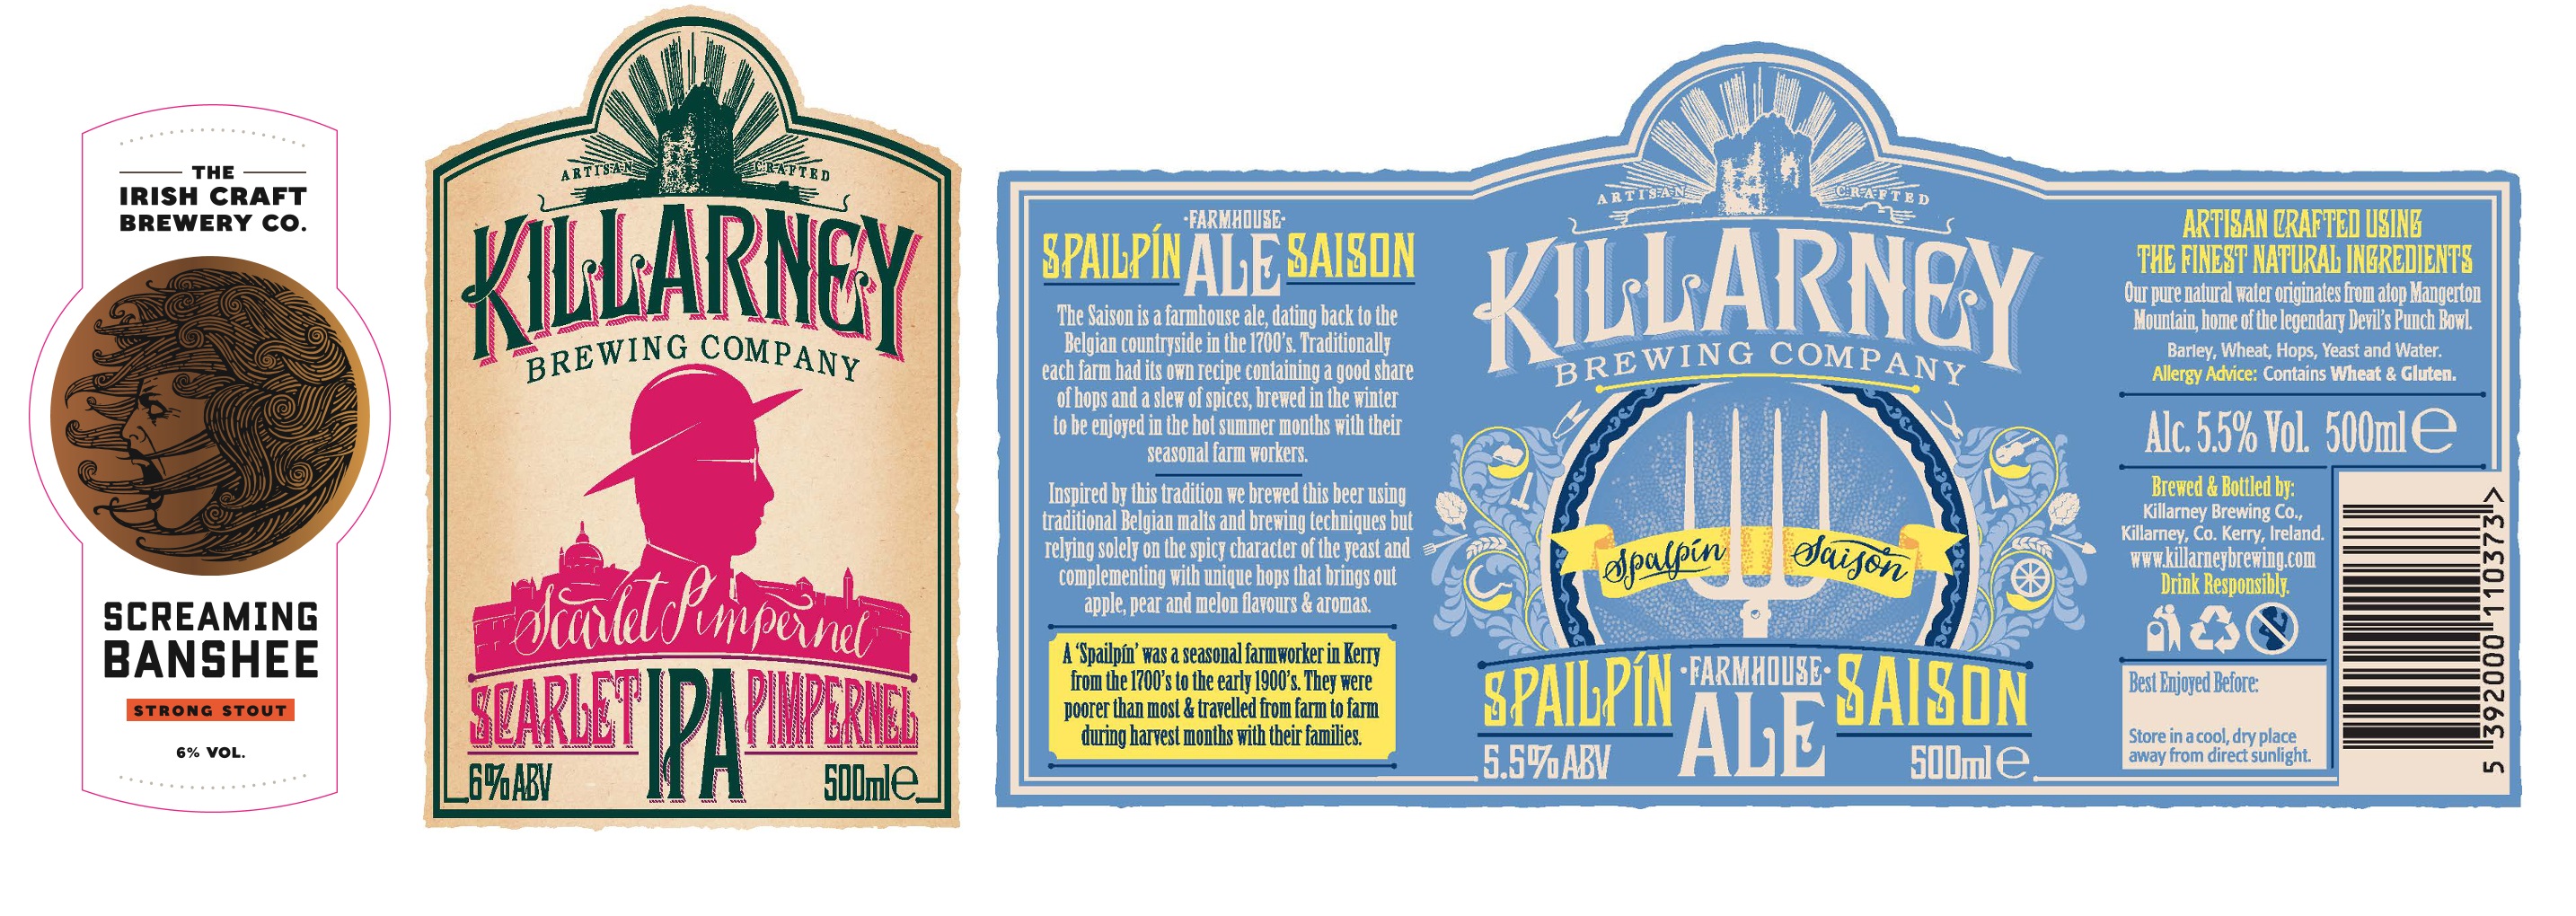 THE
IRISH CRAFT
BREWERY CO.
SCREAMING
BANSHEE
STRONG STOUT
6% VOL.
ARTISAN CRAFTED
KILLARNEY
BREWING COMPANY
Scarlet Pimpernel
SCARLET IPA PIMPERNEL
6% ABV 500ml e
·FARMHOUSE·
SPAILPÍN ALE SAISON
The Saison is a farmhouse ale, dating back to the
Belgian countryside in the 1700's. Traditionally
each farm had its own recipe containing a good share
of hops and a slew of spices, brewed in the winter
to be enjoyed in the hot summer months with their
seasonal farm workers.
Inspired by this tradition we brewed this beer using
traditional Belgian malts and brewing techniques but
relying solely on the spicy character of the yeast and
complementing with unique hops that brings out
apple, pear and melon flavours & aromas.
A 'Spailpín' was a seasonal farmworker in Kerry
from the 1700's to the early 1900's. They were
poorer than most & travelled from farm to farm
during harvest months with their families.
ARTISAN CRAFTED
KILLARNEY
BREWING COMPANY
Spalpín Saison
SPAILPÍN ·FARMHOUSE· SAISON
ALE
5.5% ABV 500ml e
ARTISAN CRAFTED USING
THE FINEST NATURAL INGREDIENTS
Our pure natural water originates from atop Mangerton
Mountain, home of the legendary Devil's Punch Bowl.
Barley, Wheat, Hops, Yeast and Water.
Allergy Advice: Contains Wheat & Gluten.
Alc. 5.5% Vol. 500ml e
Brewed & Bottled by:
Killarney Brewing Co.,
Killarney, Co. Kerry, Ireland.
www.killarneybrewing.com
Drink Responsibly.
Best Enjoyed Before:
Store in a cool, dry place
away from direct sunlight.
5 392000 110373 >